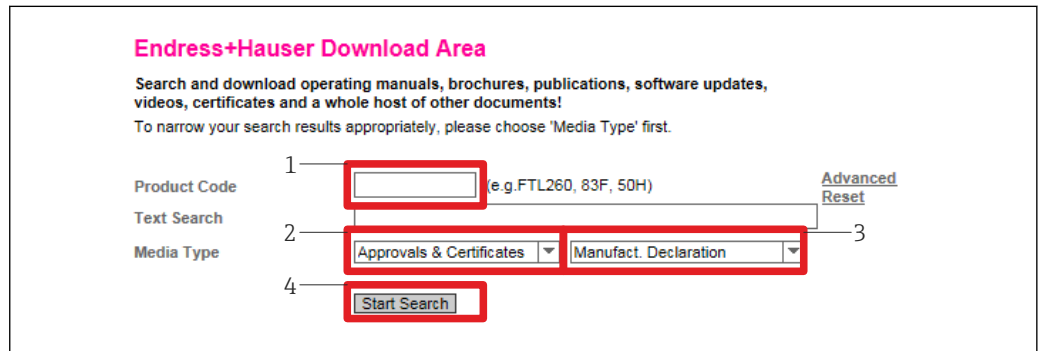 Endress+Hauser Download Area
Search and download operating manuals, brochures, publications, software updates,
videos, certificates and a whole host of other documents!
To narrow your search results appropriately, please choose 'Media Type' first.
1
Product Code (e.g.FTL260, 83F, 50H) Advanced
Reset
Text Search
2 3
Media Type Approvals & Certificates Manufact. Declaration
4
Start Search